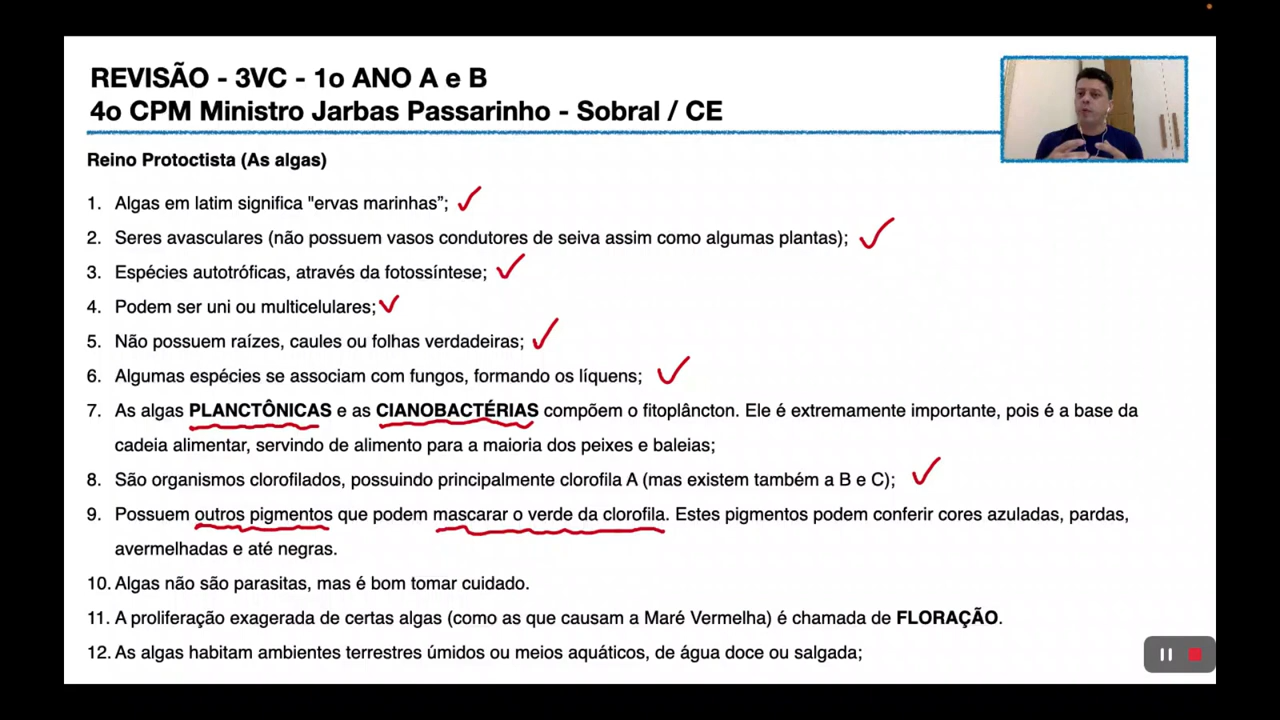 REVISÃO - 3VC - 1o ANO A e B
4o CPM Ministro Jarbas Passarinho - Sobral / CE
Reino Protoctista (As algas)
1. Algas em latim significa "ervas marinhas”;
2. Seres avasculares (não possuem vasos condutores de seiva assim como algumas plantas);
3. Espécies autotróficas, através da fotossíntese;
4. Podem ser uni ou multicelulares;
5. Não possuem raízes, caules ou folhas verdadeiras;
6. Algumas espécies se associam com fungos, formando os líquens;
7. As algas PLANCTÔNICAS e as CIANOBACTÉRIAS compõem o fitoplâncton. Ele é extremamente importante, pois é a base da
cadeia alimentar, servindo de alimento para a maioria dos peixes e baleias;
8. São organismos clorofilados, possuindo principalmente clorofila A (mas existem também a B e C);
9. Possuem outros pigmentos que podem mascarar o verde da clorofila. Estes pigmentos podem conferir cores azuladas, pardas,
avermelhadas e até negras.
10. Algas não são parasitas, mas é bom tomar cuidado.
11. A proliferação exagerada de certas algas (como as que causam a Maré Vermelha) é chamada de FLORAÇÃO.
12. As algas habitam ambientes terrestres úmidos ou meios aquáticos, de água doce ou salgada;